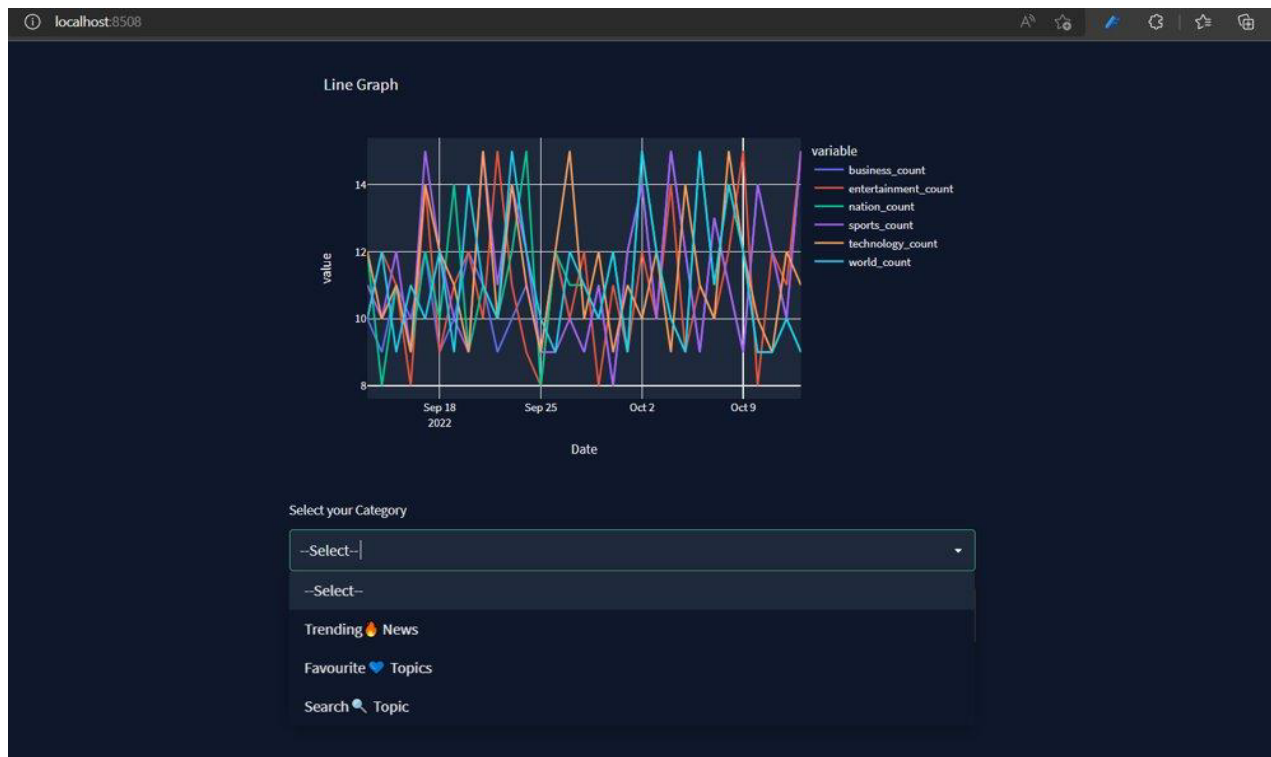 localhost:8508
Line Graph
variable
business_count
entertainment_count
nation_count
sports_count
technology_count
world_count
14
12
10
8
value
Sep 18
2022
Sep 25
Oct 2
Oct 9
Date
Select your Category
--Select--
--Select--
Trending🔥 News
Favourite 💙 Topics
Search🔍 Topic